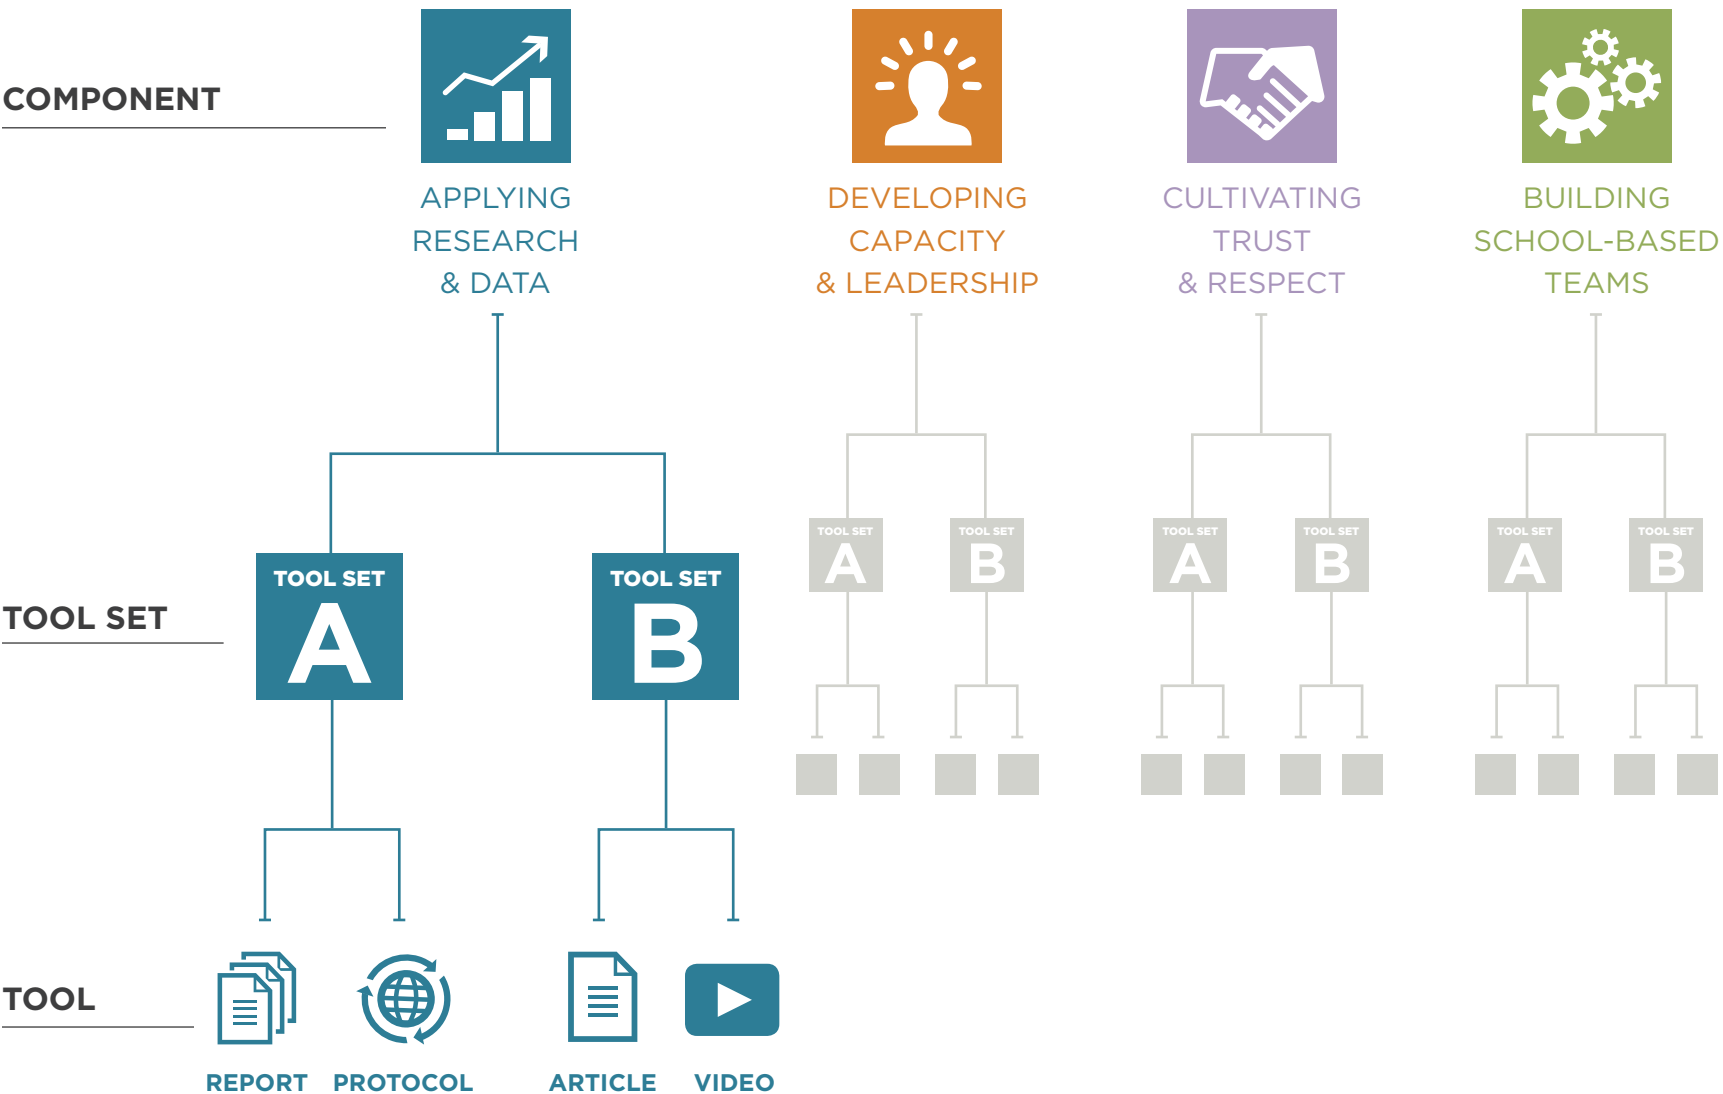 COMPONENT
APPLYING
RESEARCH
& DATA
DEVELOPING
CAPACITY
& LEADERSHIP
CULTIVATING
TRUST
& RESPECT
BUILDING
SCHOOL-BASED
TEAMS
TOOL SET
TOOL SET
A
TOOL SET
B
TOOL SET
A
TOOL SET
B
TOOL SET
A
TOOL SET
B
TOOL SET
A
TOOL SET
B
TOOL
REPORT
PROTOCOL
ARTICLE
VIDEO